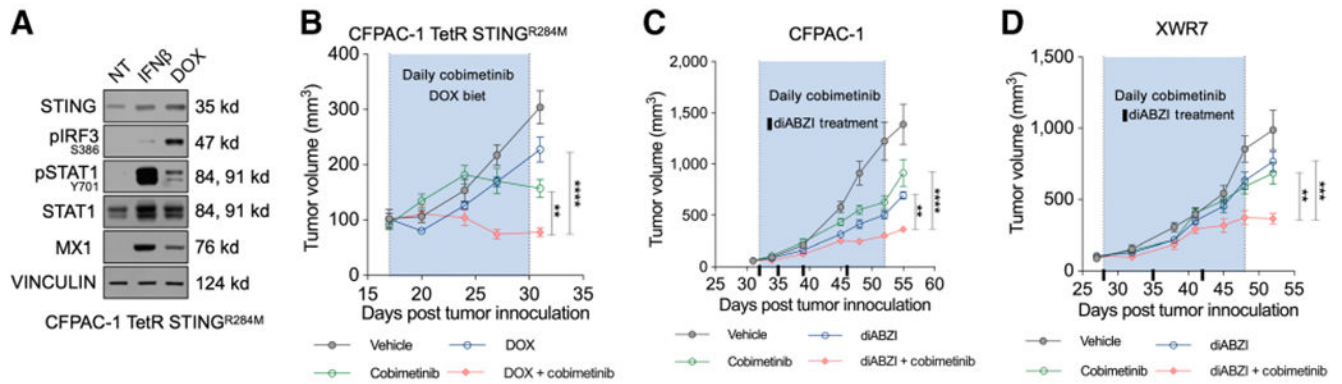 A
NT IFNβ DOX
STING 35 kd
pIRF3 47 kd
S386
pSTAT1 84, 91 kd
Y701
STAT1 84, 91 kd
MX1 76 kd
VINCULIN 124 kd
CFPAC-1 TetR STINGR284M
B
CFPAC-1 TetR STINGR284M
Daily cobimetinib
DOX biet
Tumor volume (mm3)
400
300
200
100
0
** ****
15 20 25 30 35
Days post tumor innoculation
Vehicle DOX
Cobimetinib DOX + cobimetinib
C
CFPAC-1
Daily cobimetinib
diABZI treatment
Tumor volume (mm3)
2,000
1,500
1,000
500
0
** ****
25 30 35 40 45 50 55 60
Days post tumor innoculation
Vehicle diABZI
Cobimetinib diABZI + cobimetinib
D
XWR7
Daily cobimetinib
diABZI treatment
Tumor volume (mm3)
1,500
1,000
500
0
** ***
25 30 35 40 45 50 55
Days post tumor innoculation
Vehicle diABZI
Cobimetinib diABZI + cobimetinib